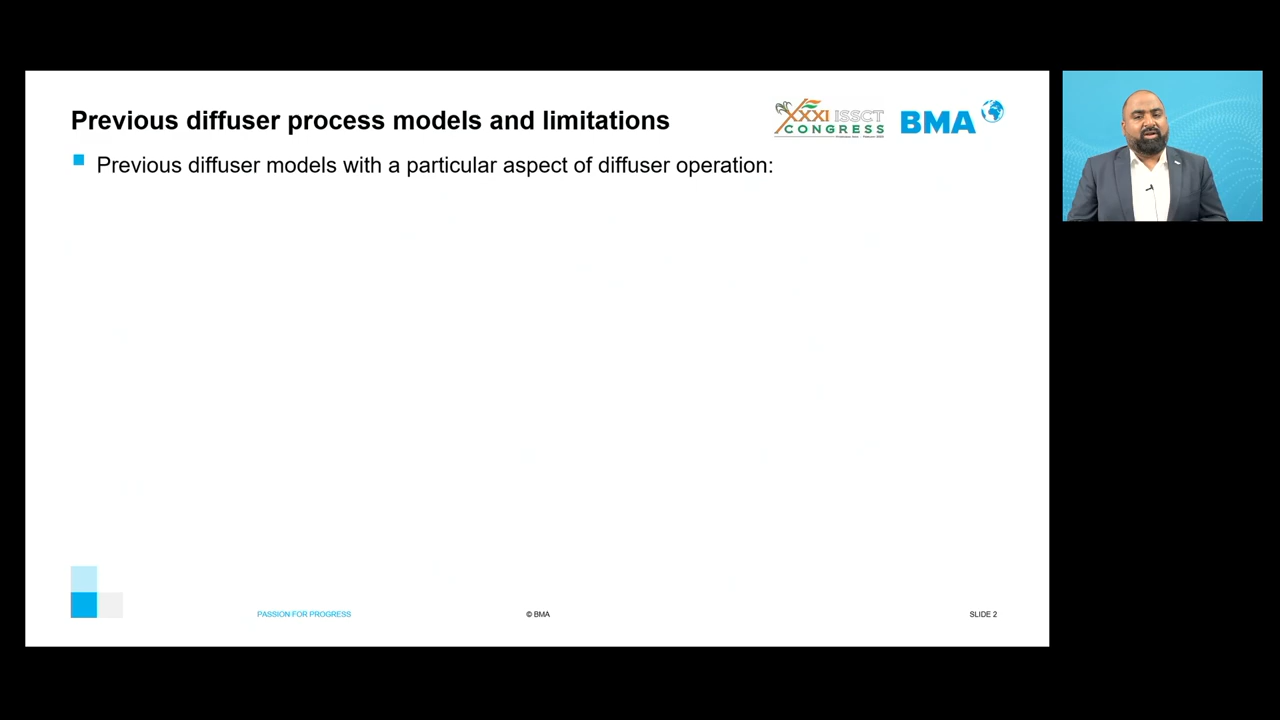 Previous diffuser process models and limitations
XXXI ISSCT
CONGRESS
BMA
Previous diffuser models with a particular aspect of diffuser operation:
PASSION FOR PROGRESS
© BMA
SLIDE 2